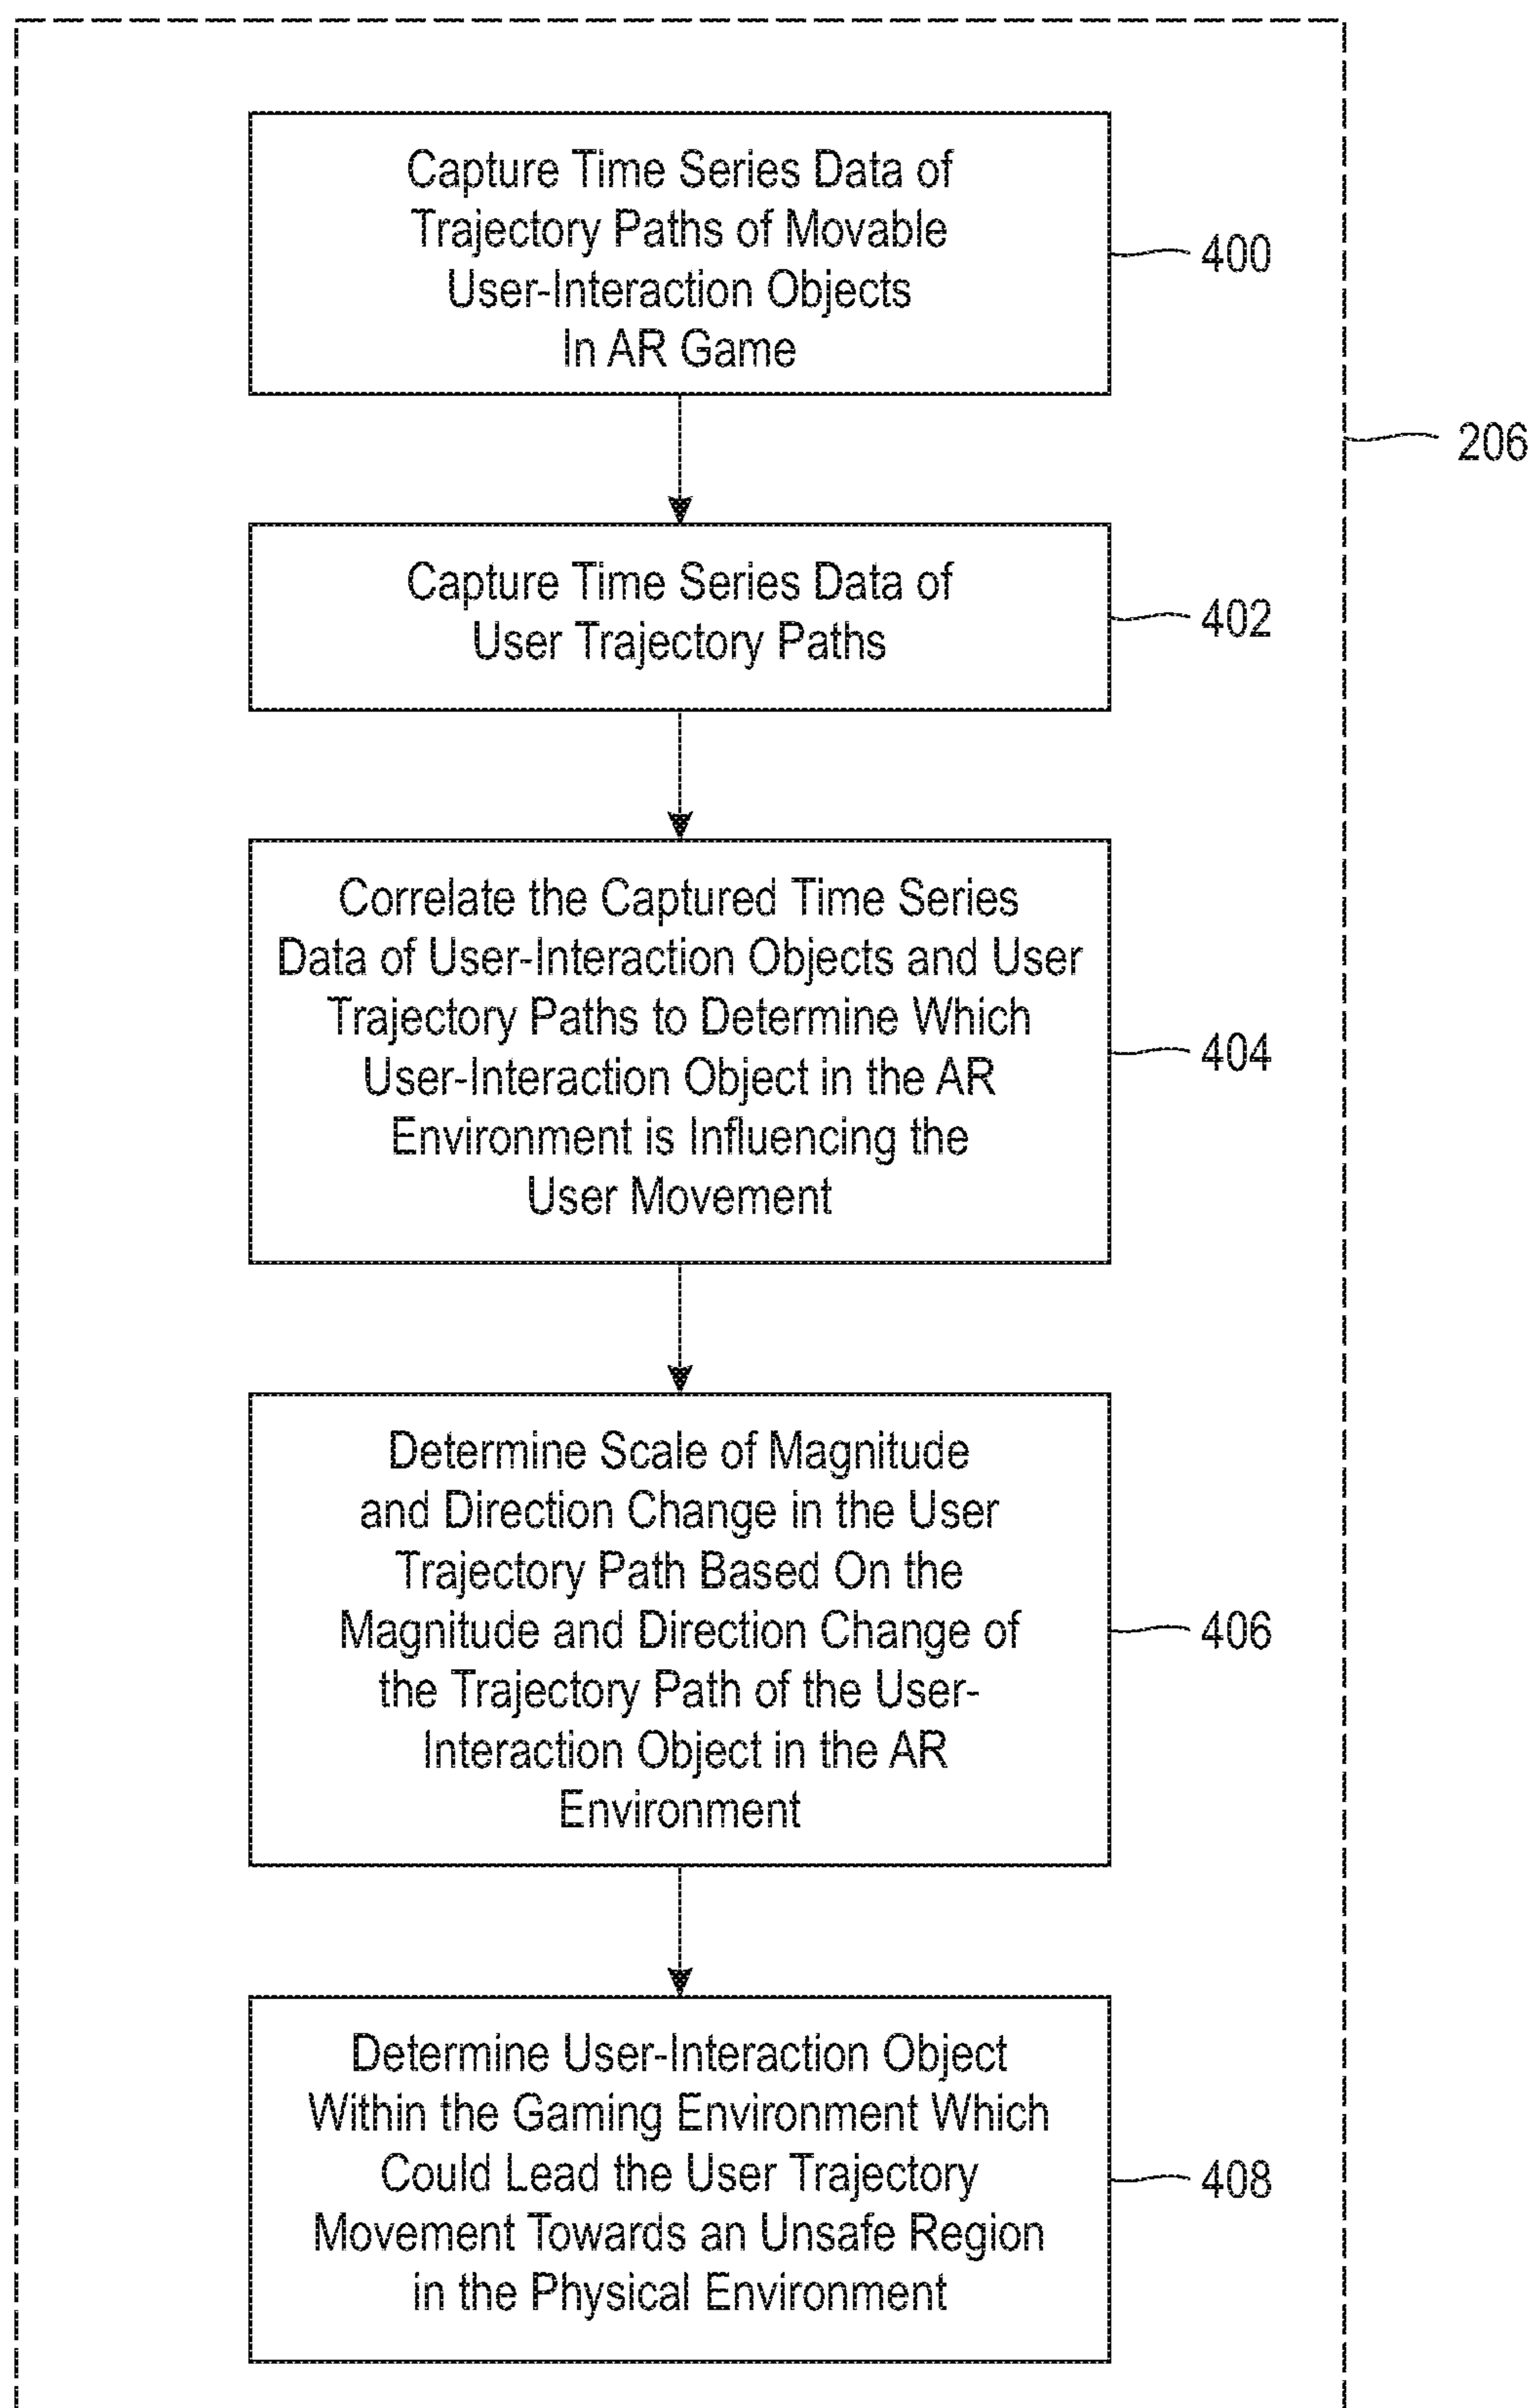 Capture Time Series Data of
Trajectory Paths of Movable
User-Interaction Objects
In AR Game
400
206
Capture Time Series Data of
User Trajectory Paths
402
Correlate the Captured Time Series
Data of User-Interaction Objects and User
Trajectory Paths to Determine Which
User-Interaction Object in the AR
Environment is Influencing the
User Movement
404
Determine Scale of Magnitude
and Direction Change in the User
Trajectory Path Based On the
Magnitude and Direction Change of
the Trajectory Path of the User-
Interaction Object in the AR
Environment
406
Determine User-Interaction Object
Within the Gaming Environment Which
Could Lead the User Trajectory
Movement Towards an Unsafe Region
in the Physical Environment
408